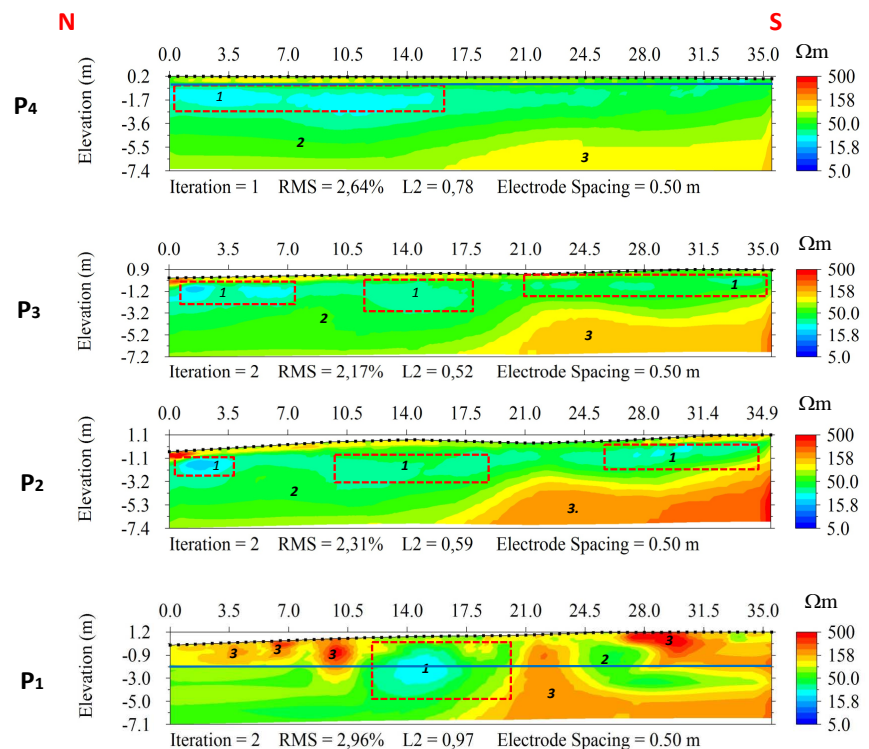 N S
0.0 3.5 7.0 10.5 14.0 17.5 21.0 24.5 28.0 31.5 35.0
Ωm
0.2
-1.7
-3.6
-5.5
-7.4
Elevation (m)
P4
1
2
3
500
158
50.0
15.8
5.0
Iteration = 1 RMS = 2,64% L2 = 0,78 Electrode Spacing = 0.50 m
0.0 3.5 7.0 10.5 14.0 17.5 21.0 24.5 28.0 31.5 35.0
Ωm
0.9
-1.2
-3.2
-5.2
-7.2
Elevation (m)
P3
1 1 1
2
3
500
158
50.0
15.8
5.0
Iteration = 2 RMS = 2,17% L2 = 0,52 Electrode Spacing = 0.50 m
0.0 3.5 7.0 10.5 14.0 17.4 20.9 24.4 27.9 31.4 34.9
Ωm
1.1
-1.1
-3.2
-5.3
-7.4
Elevation (m)
P2
1 1 1
2
3.
500
158
50.0
15.8
5.0
Iteration = 2 RMS = 2,31% L2 = 0,59 Electrode Spacing = 0.50 m
0.0 3.5 7.0 10.5 14.0 17.5 21.0 24.5 28.0 31.5 35.0
Ωm
1.2
-0.9
-3.0
-5.0
-7.1
Elevation (m)
P1
3 3 3 3
1 2
3
500
158
50.0
15.8
5.0
Iteration = 2 RMS = 2,96% L2 = 0,97 Electrode Spacing = 0.50 m